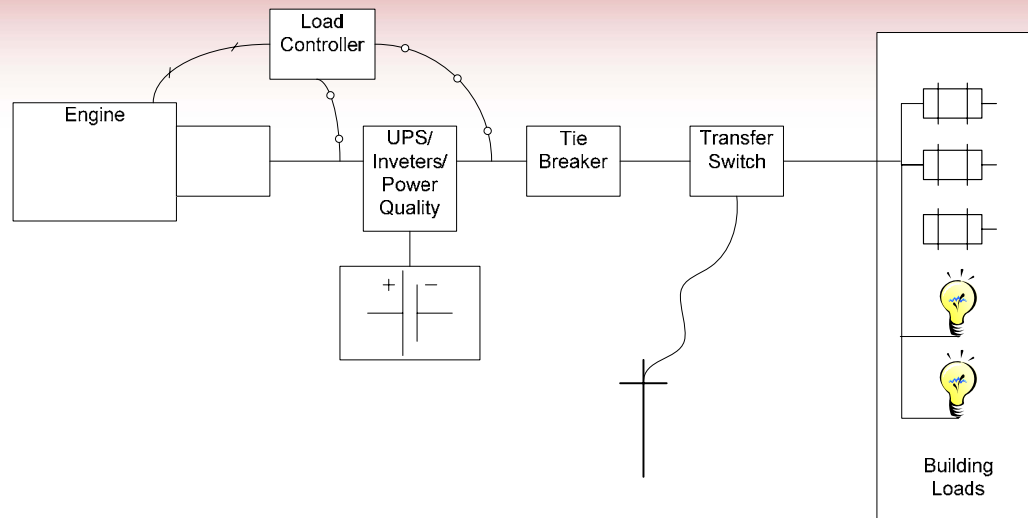 Load
Controller
Engine
UPS/
Inveters/
Power
Quality
Tie
Breaker
Transfer
Switch
+ −
Building
Loads